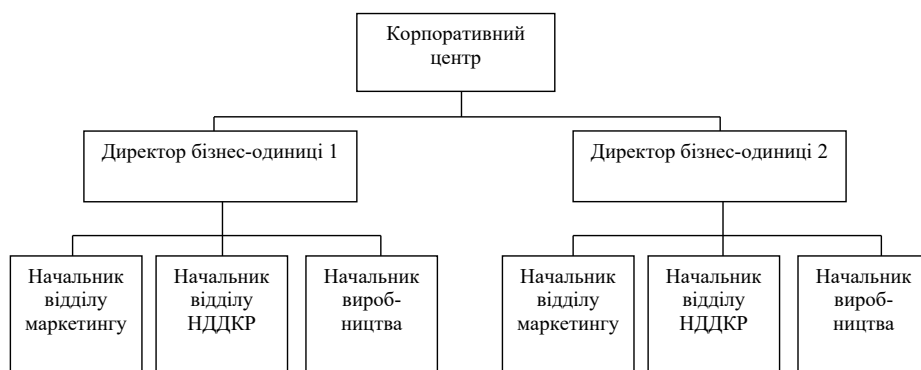 Корпоративний
центр
Директор бізнес-одиниці 1
Директор бізнес-одиниці 2
Начальник
відділу
маркетингу
Начальник
відділу
НДДКР
Начальник
вироб-
ництва
Начальник
відділу
маркетингу
Начальник
відділу
НДДКР
Начальник
вироб-
ництва